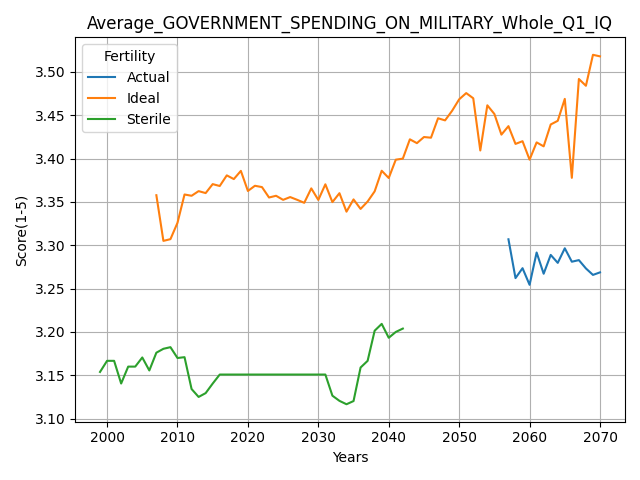 Average_GOVERNMENT_SPENDING_ON_MILITARY_Whole_Q1_IQ
Fertility
Actual
Ideal
Sterile
Score(1-5)
3.50
3.45
3.40
3.35
3.30
3.25
3.20
3.15
3.10
2000 2010 2020 2030 2040 2050 2060 2070
Years